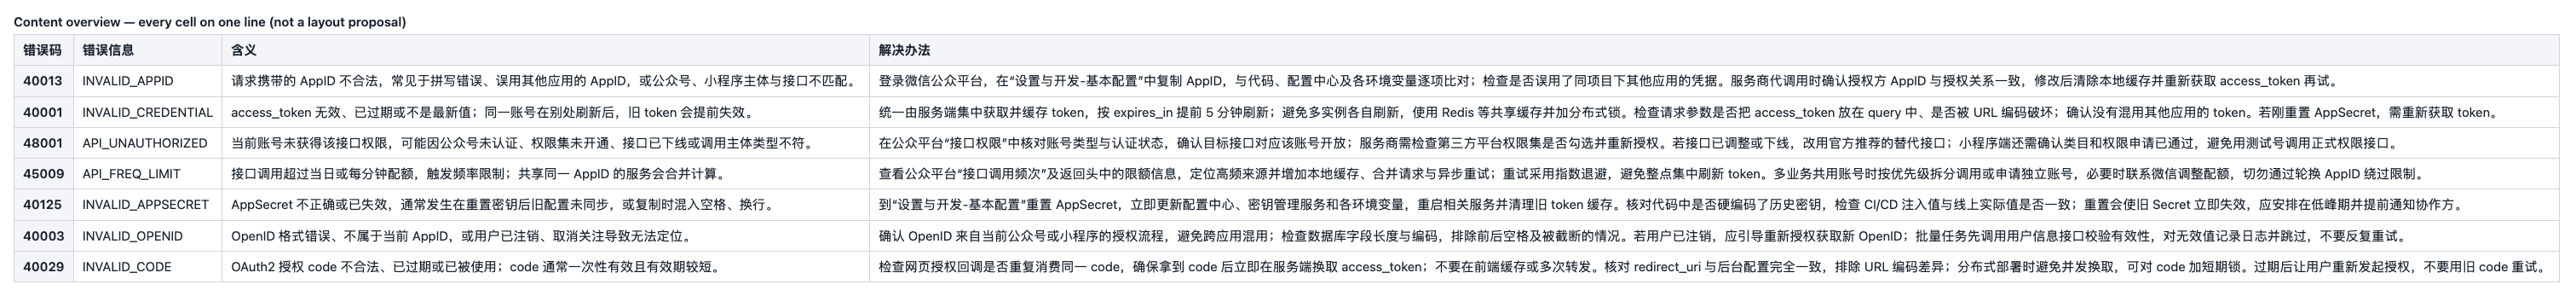 Content overview — every cell on one line (not a layout proposal)
错误码 错误信息 含义 解决办法
40013 INVALID_APPID 请求携带的 AppID 不合法，常见于拼写错误、误用其他应用的 AppID，或公众号、小程序主体与接口不匹配。 登录微信公众平台，在“设置与开发-基本配置”中复制 AppID，与代码、配置中心及各环境变量逐项比对；检查是否误用了同项目下其他应用的凭据。服务商代调用时确认授权方 AppID 与授权关系一致，修改后清除本地缓存并重新获取 access_token 再试。
40001 INVALID_CREDENTIAL access_token 无效、已过期或不是最新值；同一账号在别处刷新后，旧 token 会提前失效。 统一由服务端集中获取并缓存 token，按 expires_in 提前 5 分钟刷新；避免多实例各自刷新，使用 Redis 等共享缓存并加分布式锁。检查请求参数是否把 access_token 放在 query 中、是否被 URL 编码破坏；确认没有混用其他应用的 token。若刚重置 AppSecret，需重新获取 token。
48001 API_UNAUTHORIZED 当前账号未获得该接口权限，可能因公众号未认证、权限集未开通、接口已下线或调用主体类型不符。 在公众平台“接口权限”中核对账号类型与认证状态，确认目标接口对应该账号开放；服务商需检查第三方平台权限集是否勾选并重新授权。若接口已调整或下线，改用官方推荐的替代接口；小程序端还需确认类目和权限申请已通过，避免用测试号调用正式权限接口。
45009 API_FREQ_LIMIT 接口调用超过当日或每分钟配额，触发频率限制；共享同一 AppID 的服务会合并计算。 查看公众平台“接口调用频次”及返回头中的限额信息，定位高频来源并增加本地缓存、合并请求与异步重试；重试采用指数退避，避免整点集中刷新 token。多业务共用账号时按优先级拆分调用或申请独立账号，必要时联系微信调整配额，切勿通过轮换 AppID 绕过限制。
40125 INVALID_APPSECRET AppSecret 不正确或已失效，通常发生在重置密钥后旧配置未同步，或复制时混入空格、换行。 到“设置与开发-基本配置”重置 AppSecret，立即更新配置中心、密钥管理服务和各环境变量，重启相关服务并清理旧 token 缓存。核对代码中是否硬编码了历史密钥，检查 CI/CD 注入值与线上实际值是否一致；重置会使旧 Secret 立即失效，应安排在低峰期并提前通知协作方。
40003 INVALID_OPENID OpenID 格式错误、不属于当前 AppID，或用户已注销、取消关注导致无法定位。 确认 OpenID 来自当前公众号或小程序的授权流程，避免跨应用混用；检查数据库字段长度与编码，排除前后空格及被截断的情况。若用户已注销，应引导重新授权获取新 OpenID；批量任务先调用用户信息接口校验有效性，对无效值记录日志并跳过，不要反复重试。
40029 INVALID_CODE OAuth2 授权 code 不合法、已过期或已被使用；code 通常一次性有效且有效期较短。 检查网页授权回调是否重复消费同一 code，确保拿到 code 后立即在服务端换取 access_token；不要在前端缓存或多次转发。核对 redirect_uri 与后台配置完全一致，排除 URL 编码差异；分布式部署时避免并发换取，可对 code 加短期锁。过期后让用户重新发起授权，不要用旧 code 重试。